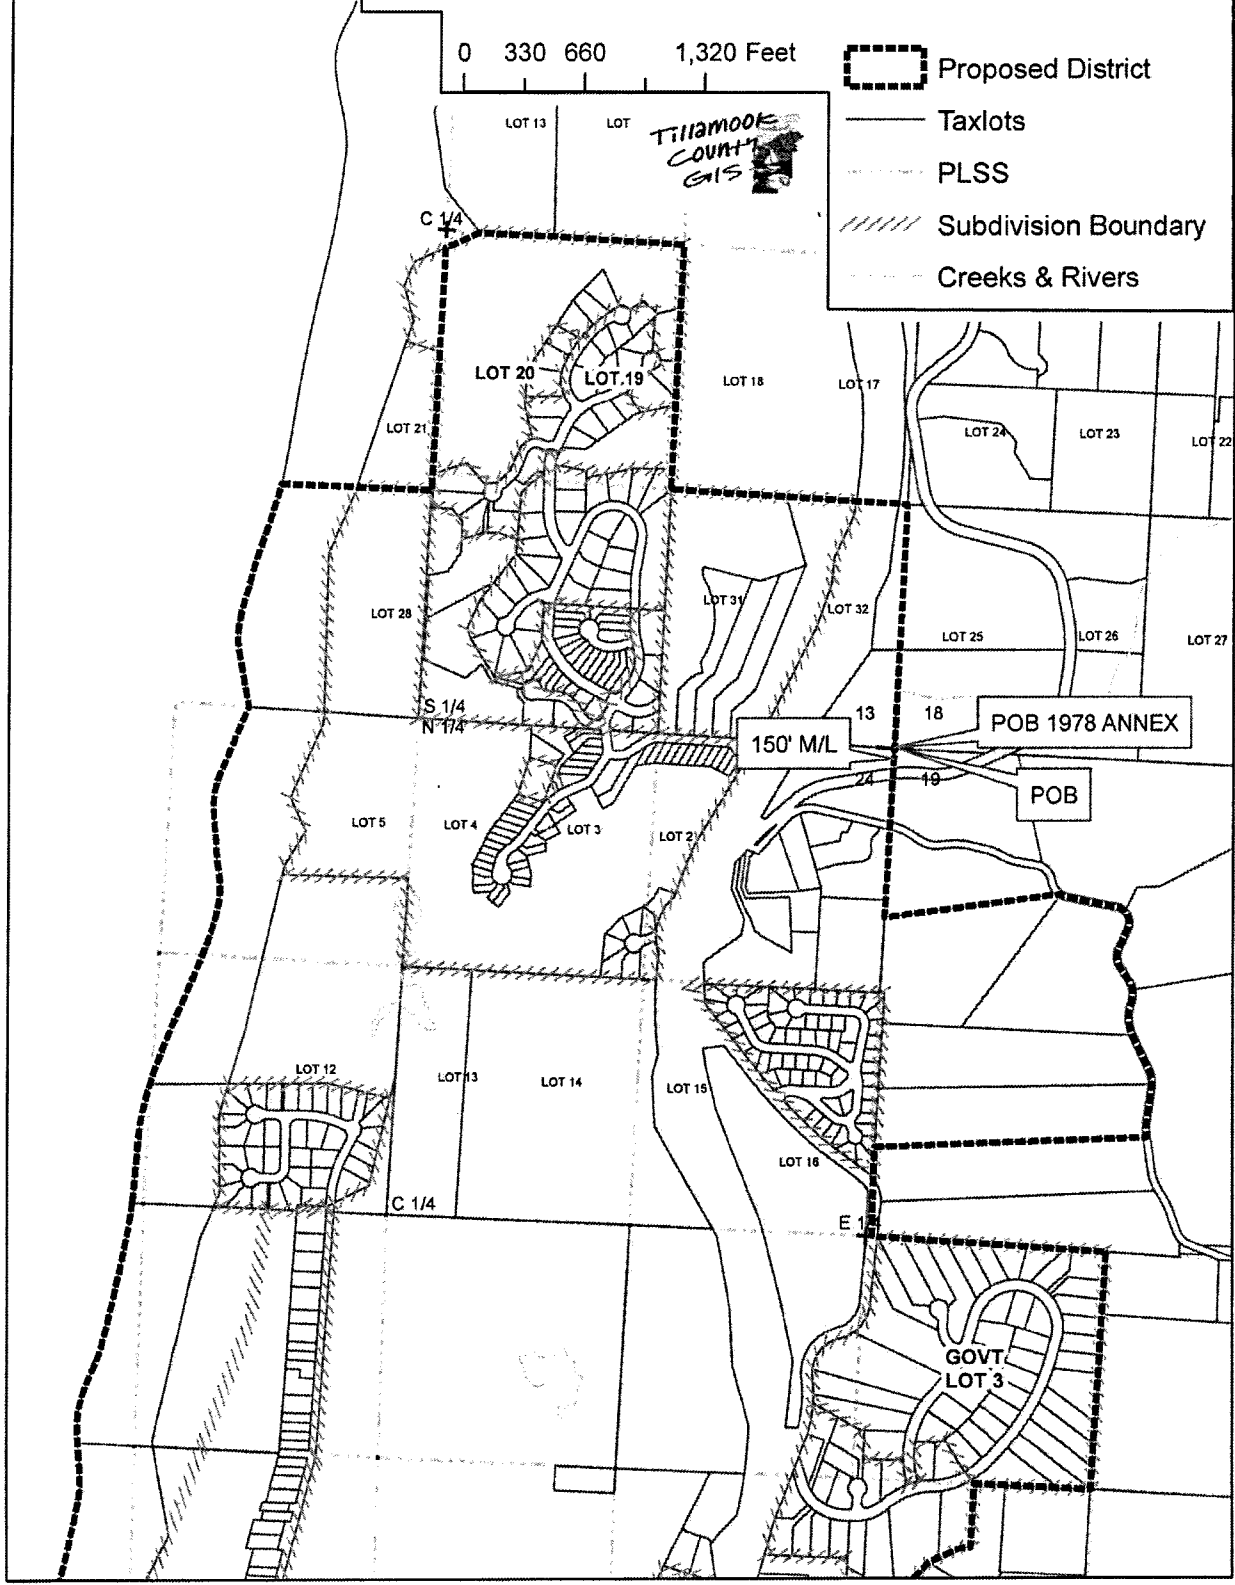 0 330 660 1,320 Feet
Proposed District
Taxlots
PLSS
Subdivision Boundary
Creeks & Rivers
LOT 13
LOT
Tillamook
County
GIS
C 1/4
LOT 20
LOT 19
LOT 18
LOT 17
LOT 21
LOT 24
LOT 23
LOT 22
LOT 28
LOT 31
LOT 32
LOT 25
LOT 26
LOT 27
S 1/4
N 1/4
13
18
150' M/L
POB 1978 ANNEX
24
19
POB
LOT 5
LOT 4
LOT 3
LOT 2
LOT 12
LOT 13
LOT 14
LOT 15
LOT 16
C 1/4
E 1
GOVT
LOT 3